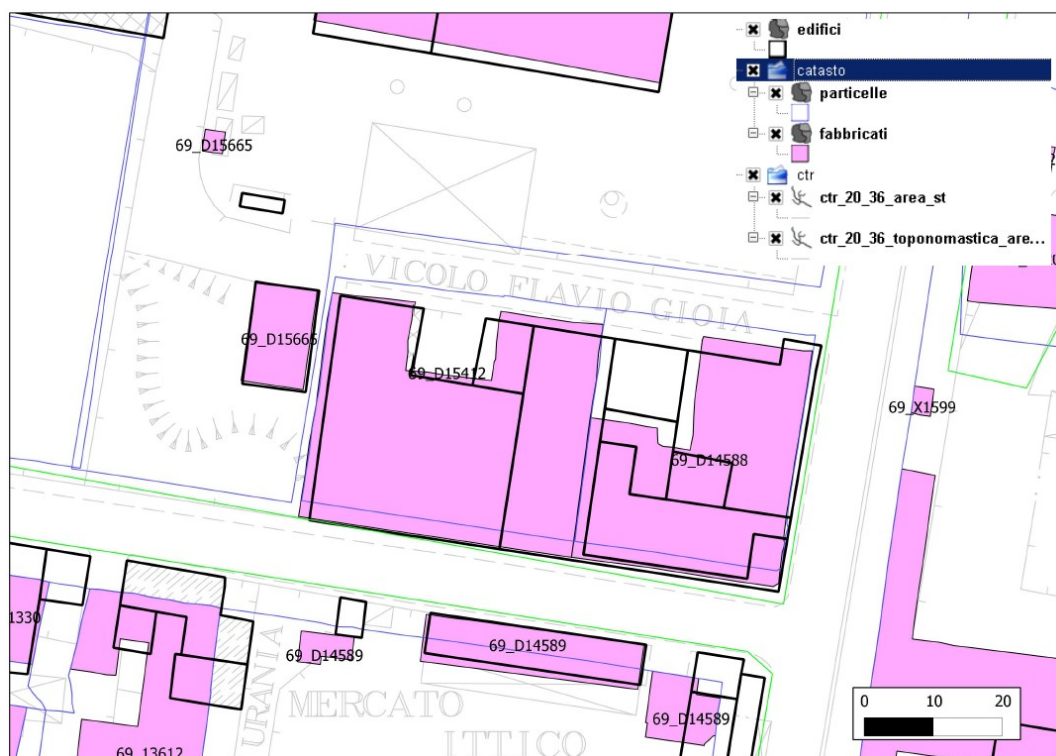 edifici
catasto
particelle
fabbricati
ctr
ctr_20_36_area_st
ctr_20_36_toponomastica_are...
69_D15665
VICOLO FLAVIO GIOIA
69_D15665
69_D15412
69_X1599
69_D14588
1330
69_D14589
69_D14589
URANIA
MERCATO
69_D14589
ITTICO
69_13612
0 10 20